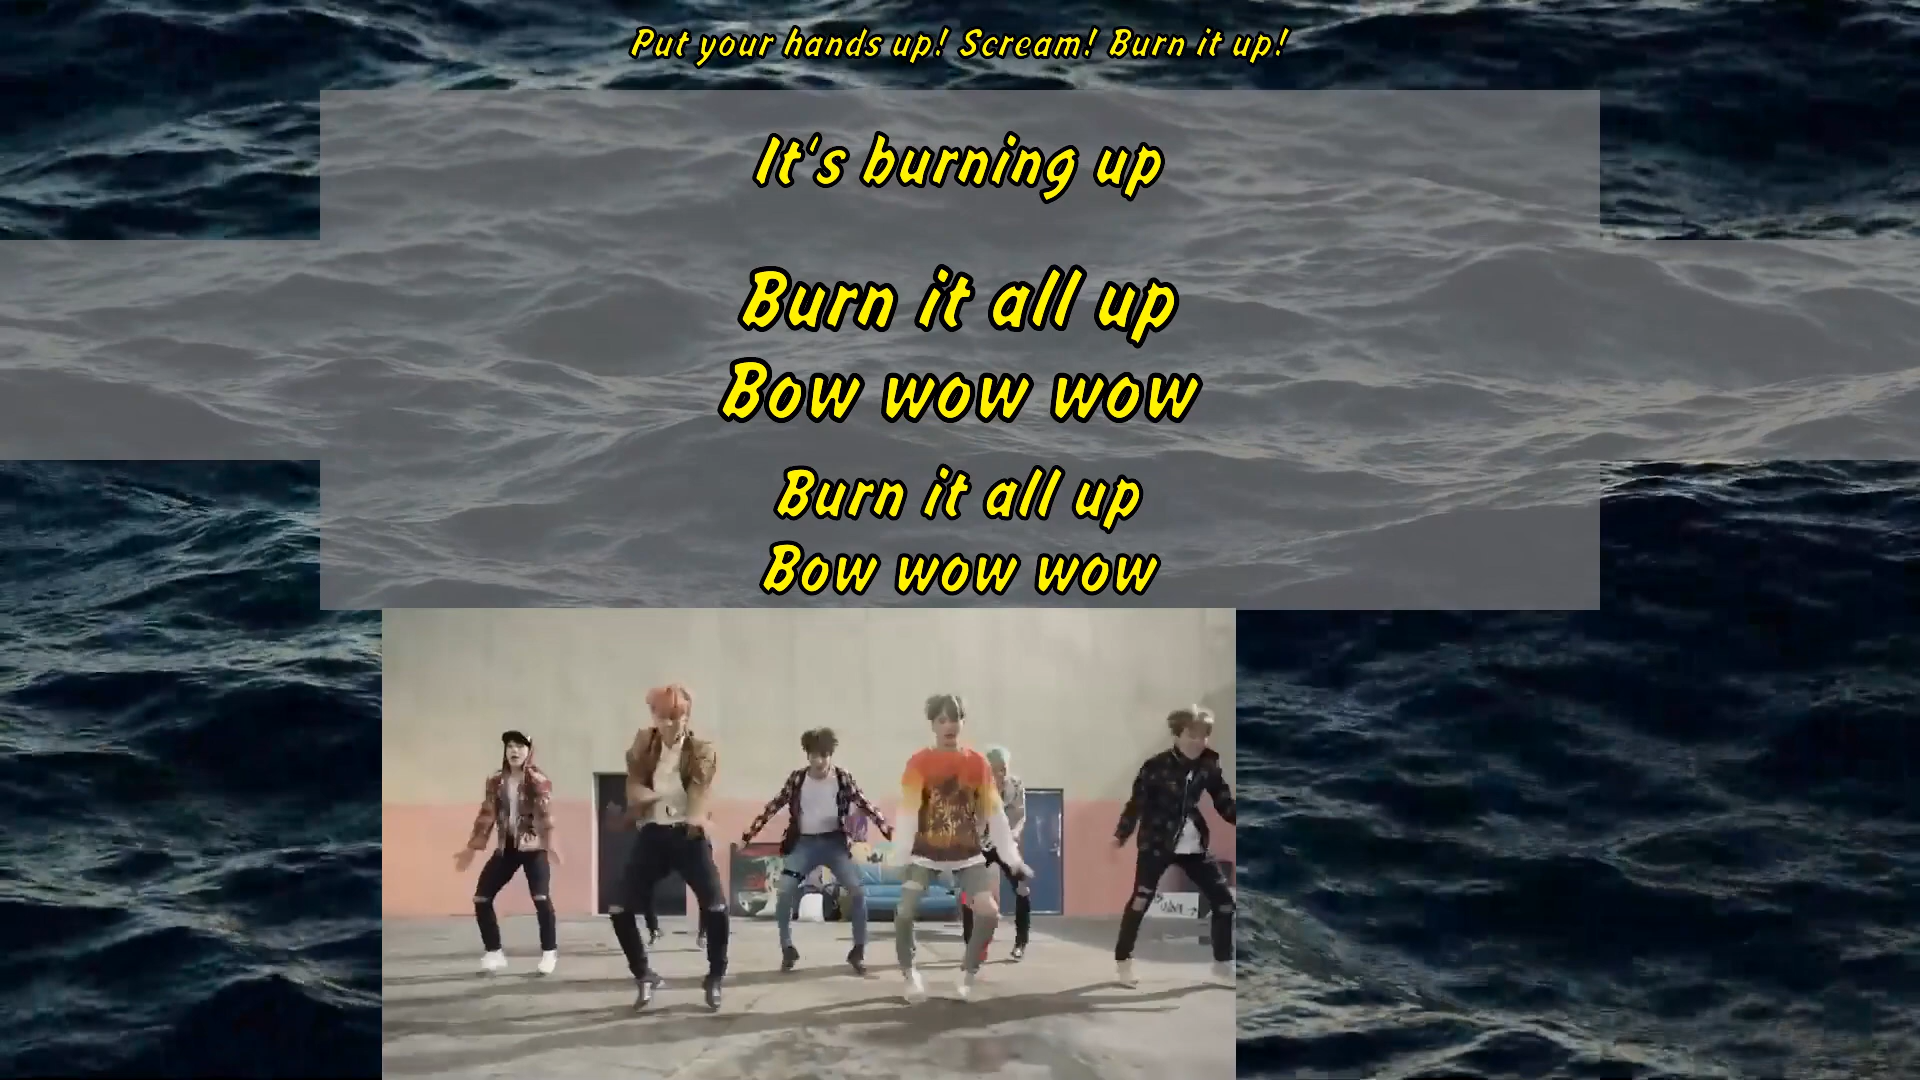 Put your hands up! Scream! Burn it up!
It's burning up
Burn it all up
Bow wow wow
Burn it all up
Bow wow wow